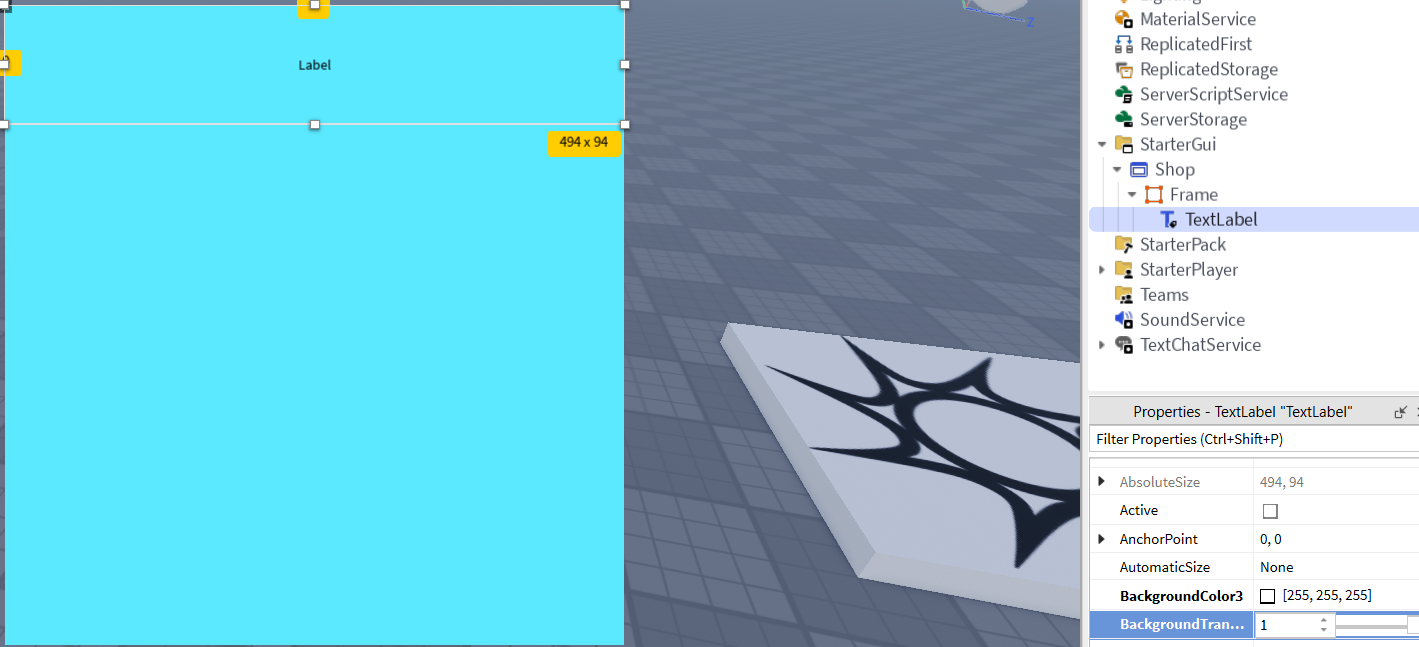 Label
494 x 94
Z
MaterialService
ReplicatedFirst
ReplicatedStorage
ServerScriptService
ServerStorage
StarterGui
Shop
Frame
TextLabel
StarterPack
StarterPlayer
Teams
SoundService
TextChatService
Properties - TextLabel "TextLabel"
Filter Properties (Ctrl+Shift+P)
AbsoluteSize 494, 94
Active
AnchorPoint 0, 0
AutomaticSize None
BackgroundColor3 [255, 255, 255]
BackgroundTran... 1